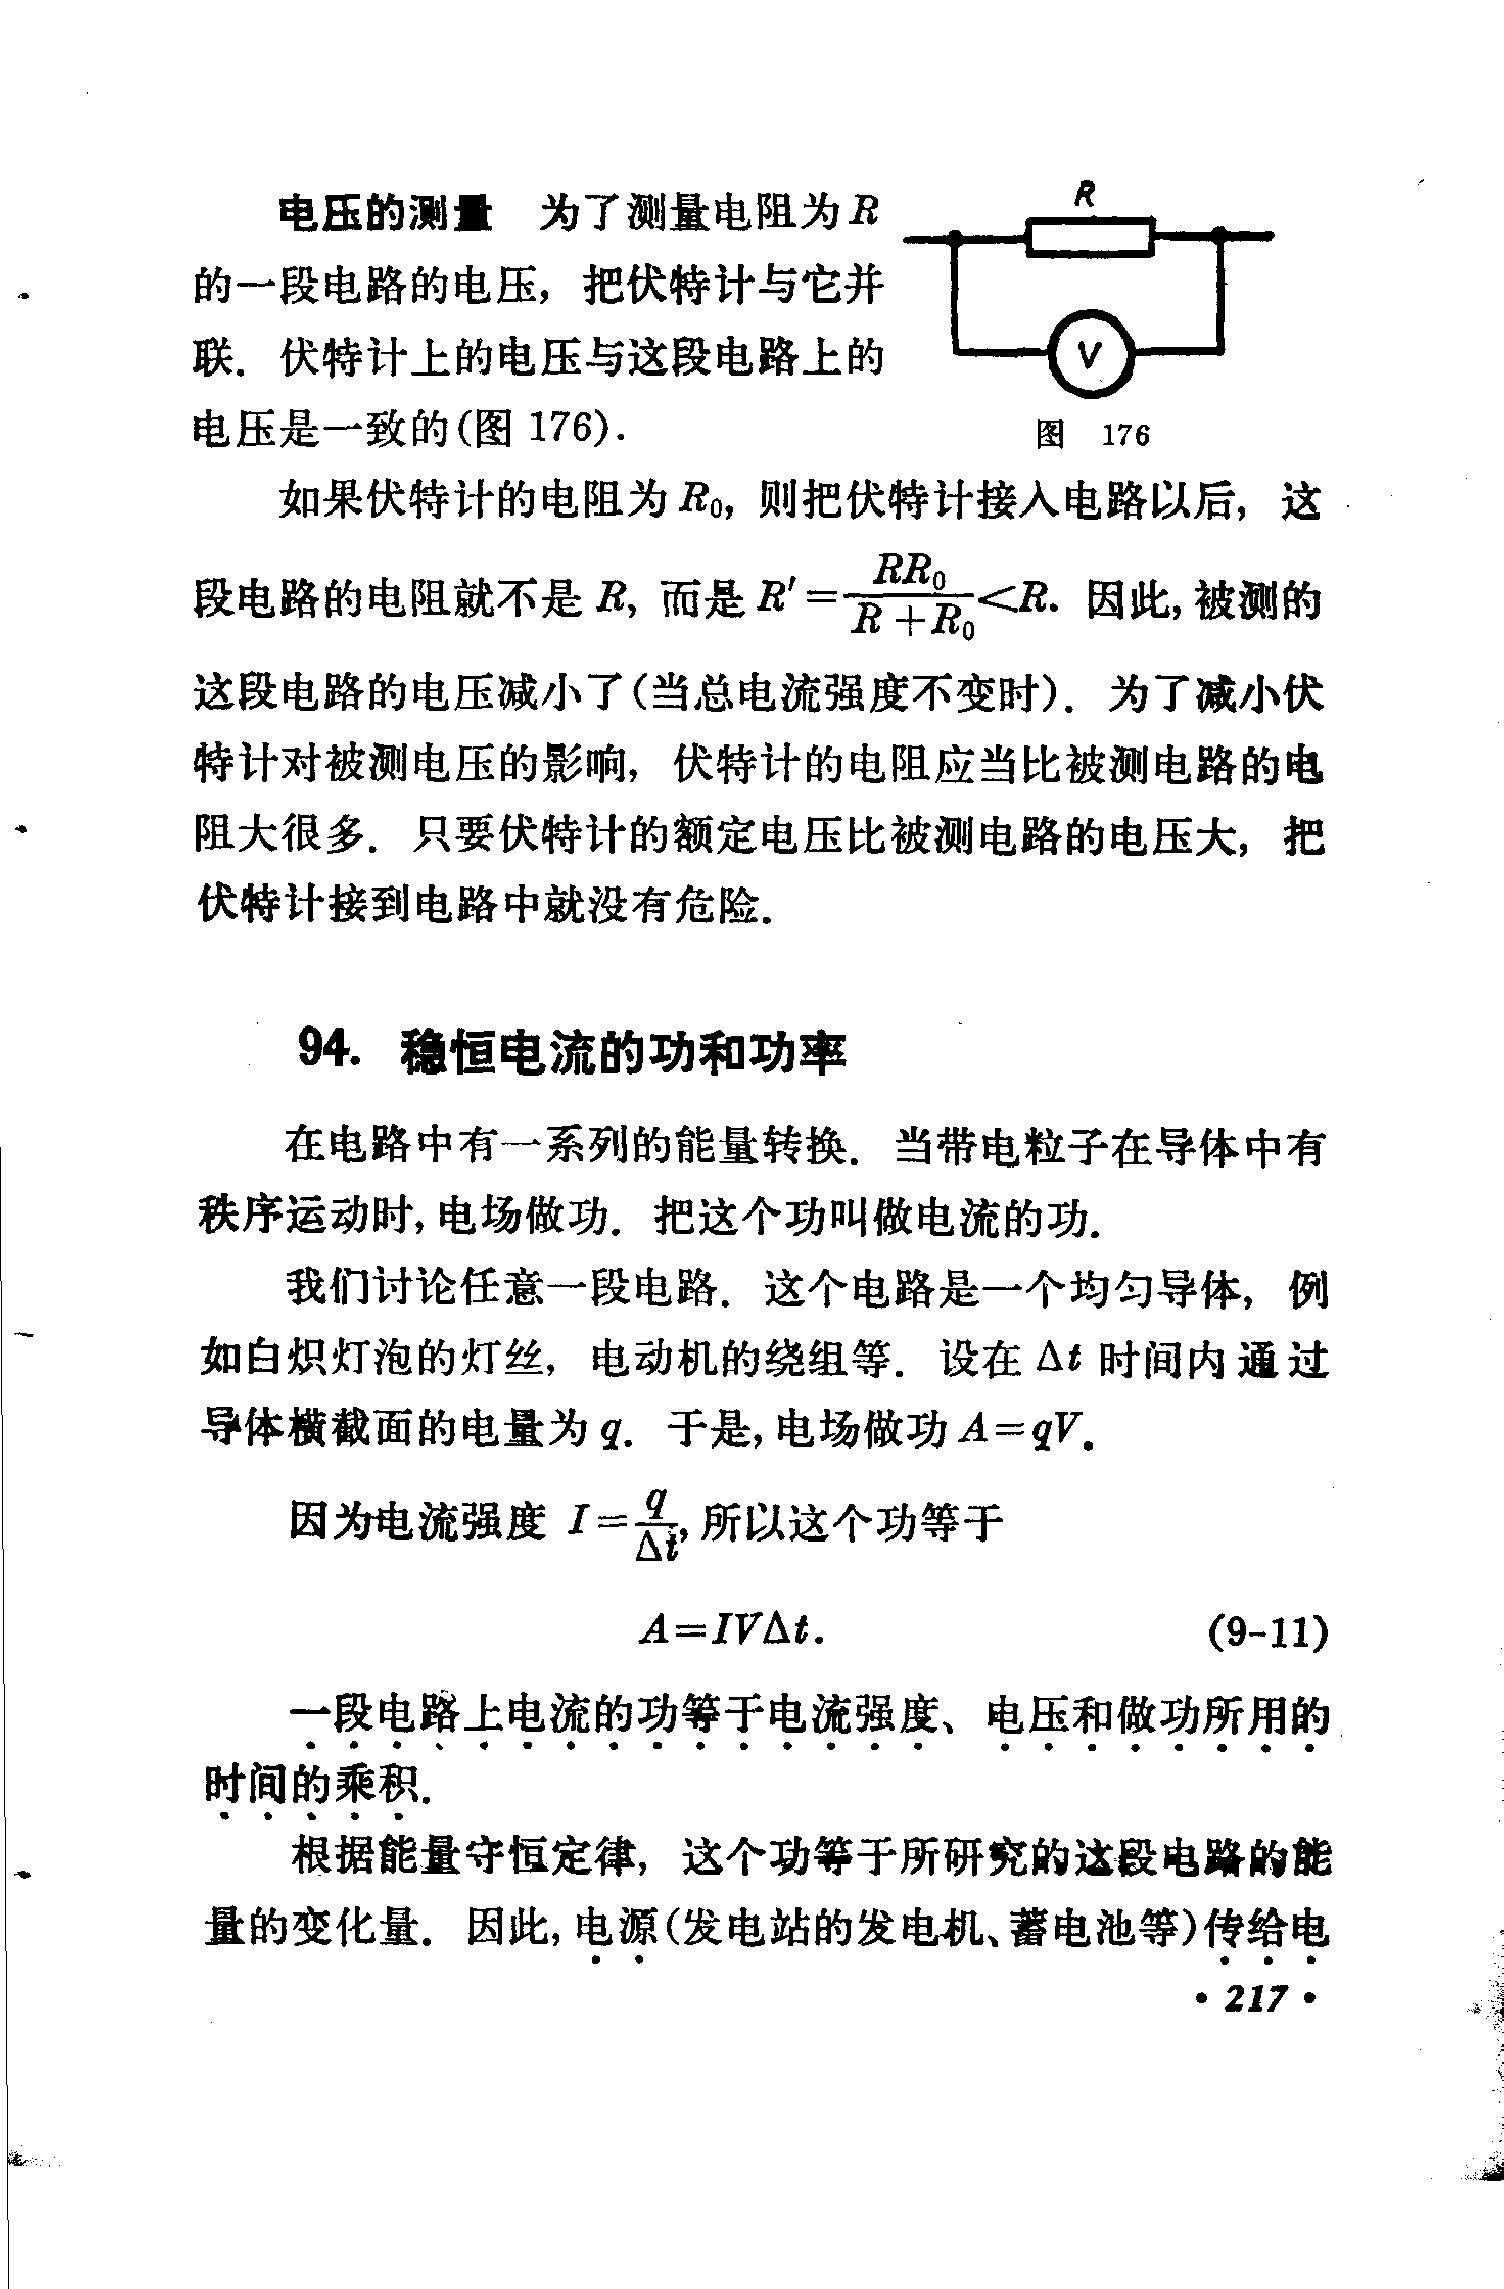 电压的测量 为了测量电阻为 R
的一段电路的电压，把伏特计与它并
联．伏特计上的电压与这段电路上的
电压是一致的(图 176)．
R
V
图 176
如果伏特计的电阻为 R₀，则把伏特计接入电路以后，这
段电路的电阻就不是 R，而是 R′=RR₀/(R+R₀)<R．因此，被测的
这段电路的电压减小了(当总电流强度不变时)．为了减小伏
特计对被测电压的影响，伏特计的电阻应当比被测电路的电
阻大很多．只要伏特计的额定电压比被测电路的电压大，把
伏特计接到电路中就没有危险．
94．稳恒电流的功和功率
在电路中有一系列的能量转换．当带电粒子在导体中有
秩序运动时，电场做功．把这个功叫做电流的功．
我们讨论任意一段电路．这个电路是一个均匀导体，例
如白炽灯泡的灯丝，电动机的绕组等．设在 Δt 时间内通过
导体横截面的电量为 q．于是，电场做功 A=qV．
因为电流强度 I=q/Δt，所以这个功等于
A=IVΔt． (9-11)
一段电路上电流的功等于电流强度、电压和做功所用的
时间的乘积．
根据能量守恒定律，这个功等于所研究的这段电路的能
量的变化量．因此，电源(发电站的发电机、蓄电池等)传给电
·217·